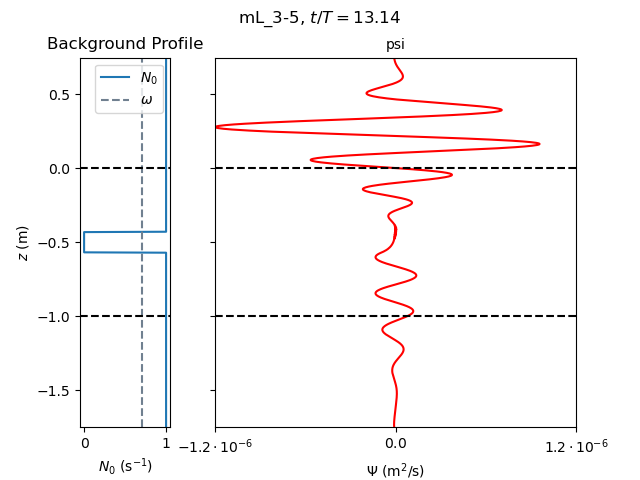 mL_3-5, t/T = 13.14
Background Profile
psi
N₀
ω
0.5
0.0
−0.5
−1.0
−1.5
z (m)
0 1
−1.2 · 10⁻⁶ 0.0 1.2 · 10⁻⁶
N₀ (s⁻¹)
Ψ (m²/s)